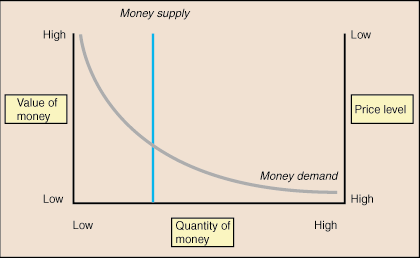 Money supply
High
Low
Value of
money
Price level
Money demand
Low
High
Low
Quantity of
money
High